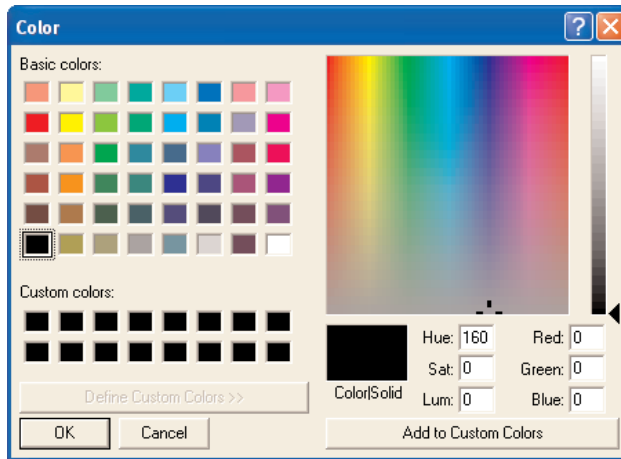 Color
?
Basic colors:
Custom colors:
Define Custom Colors >>
OK
Cancel
Color|Solid
Hue: 160
Sat: 0
Lum: 0
Red: 0
Green: 0
Blue: 0
Add to Custom Colors